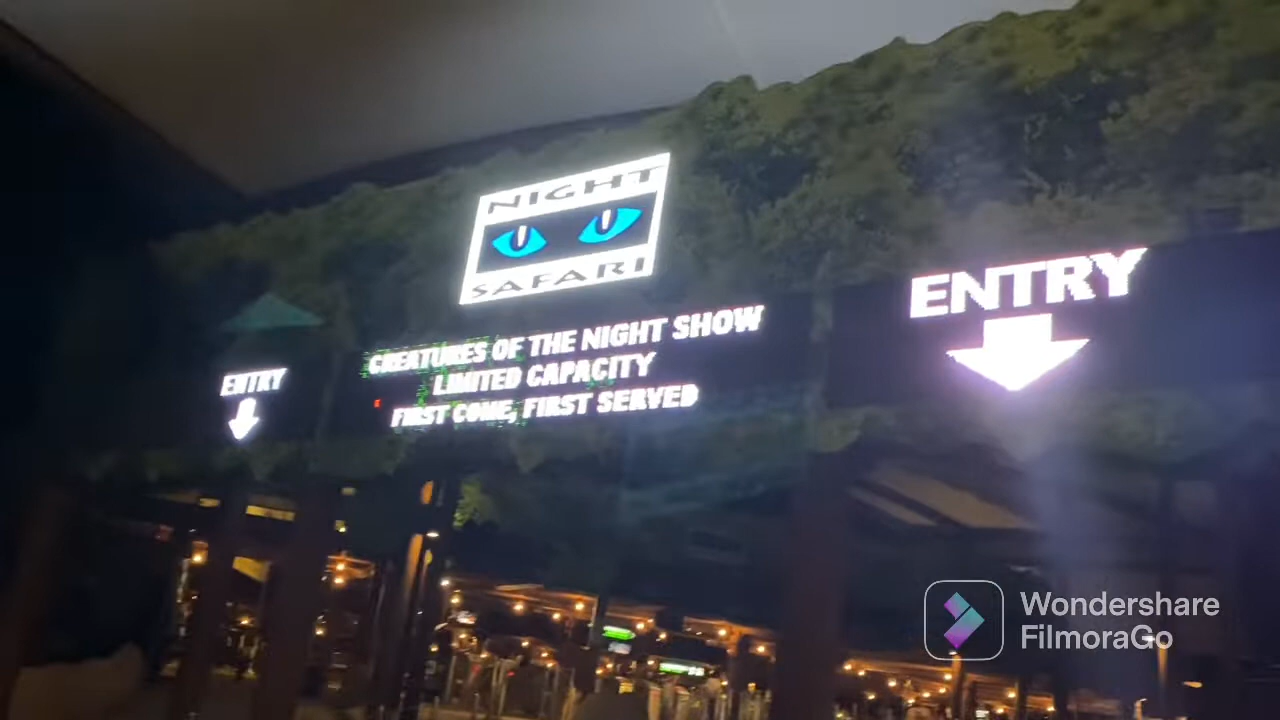 NIGHT
SAFARI
ENTRY
CREATURES OF THE NIGHT SHOW
LIMITED CAPACITY
FIRST COME, FIRST SERVED
ENTRY
Wondershare
FilmoraGo